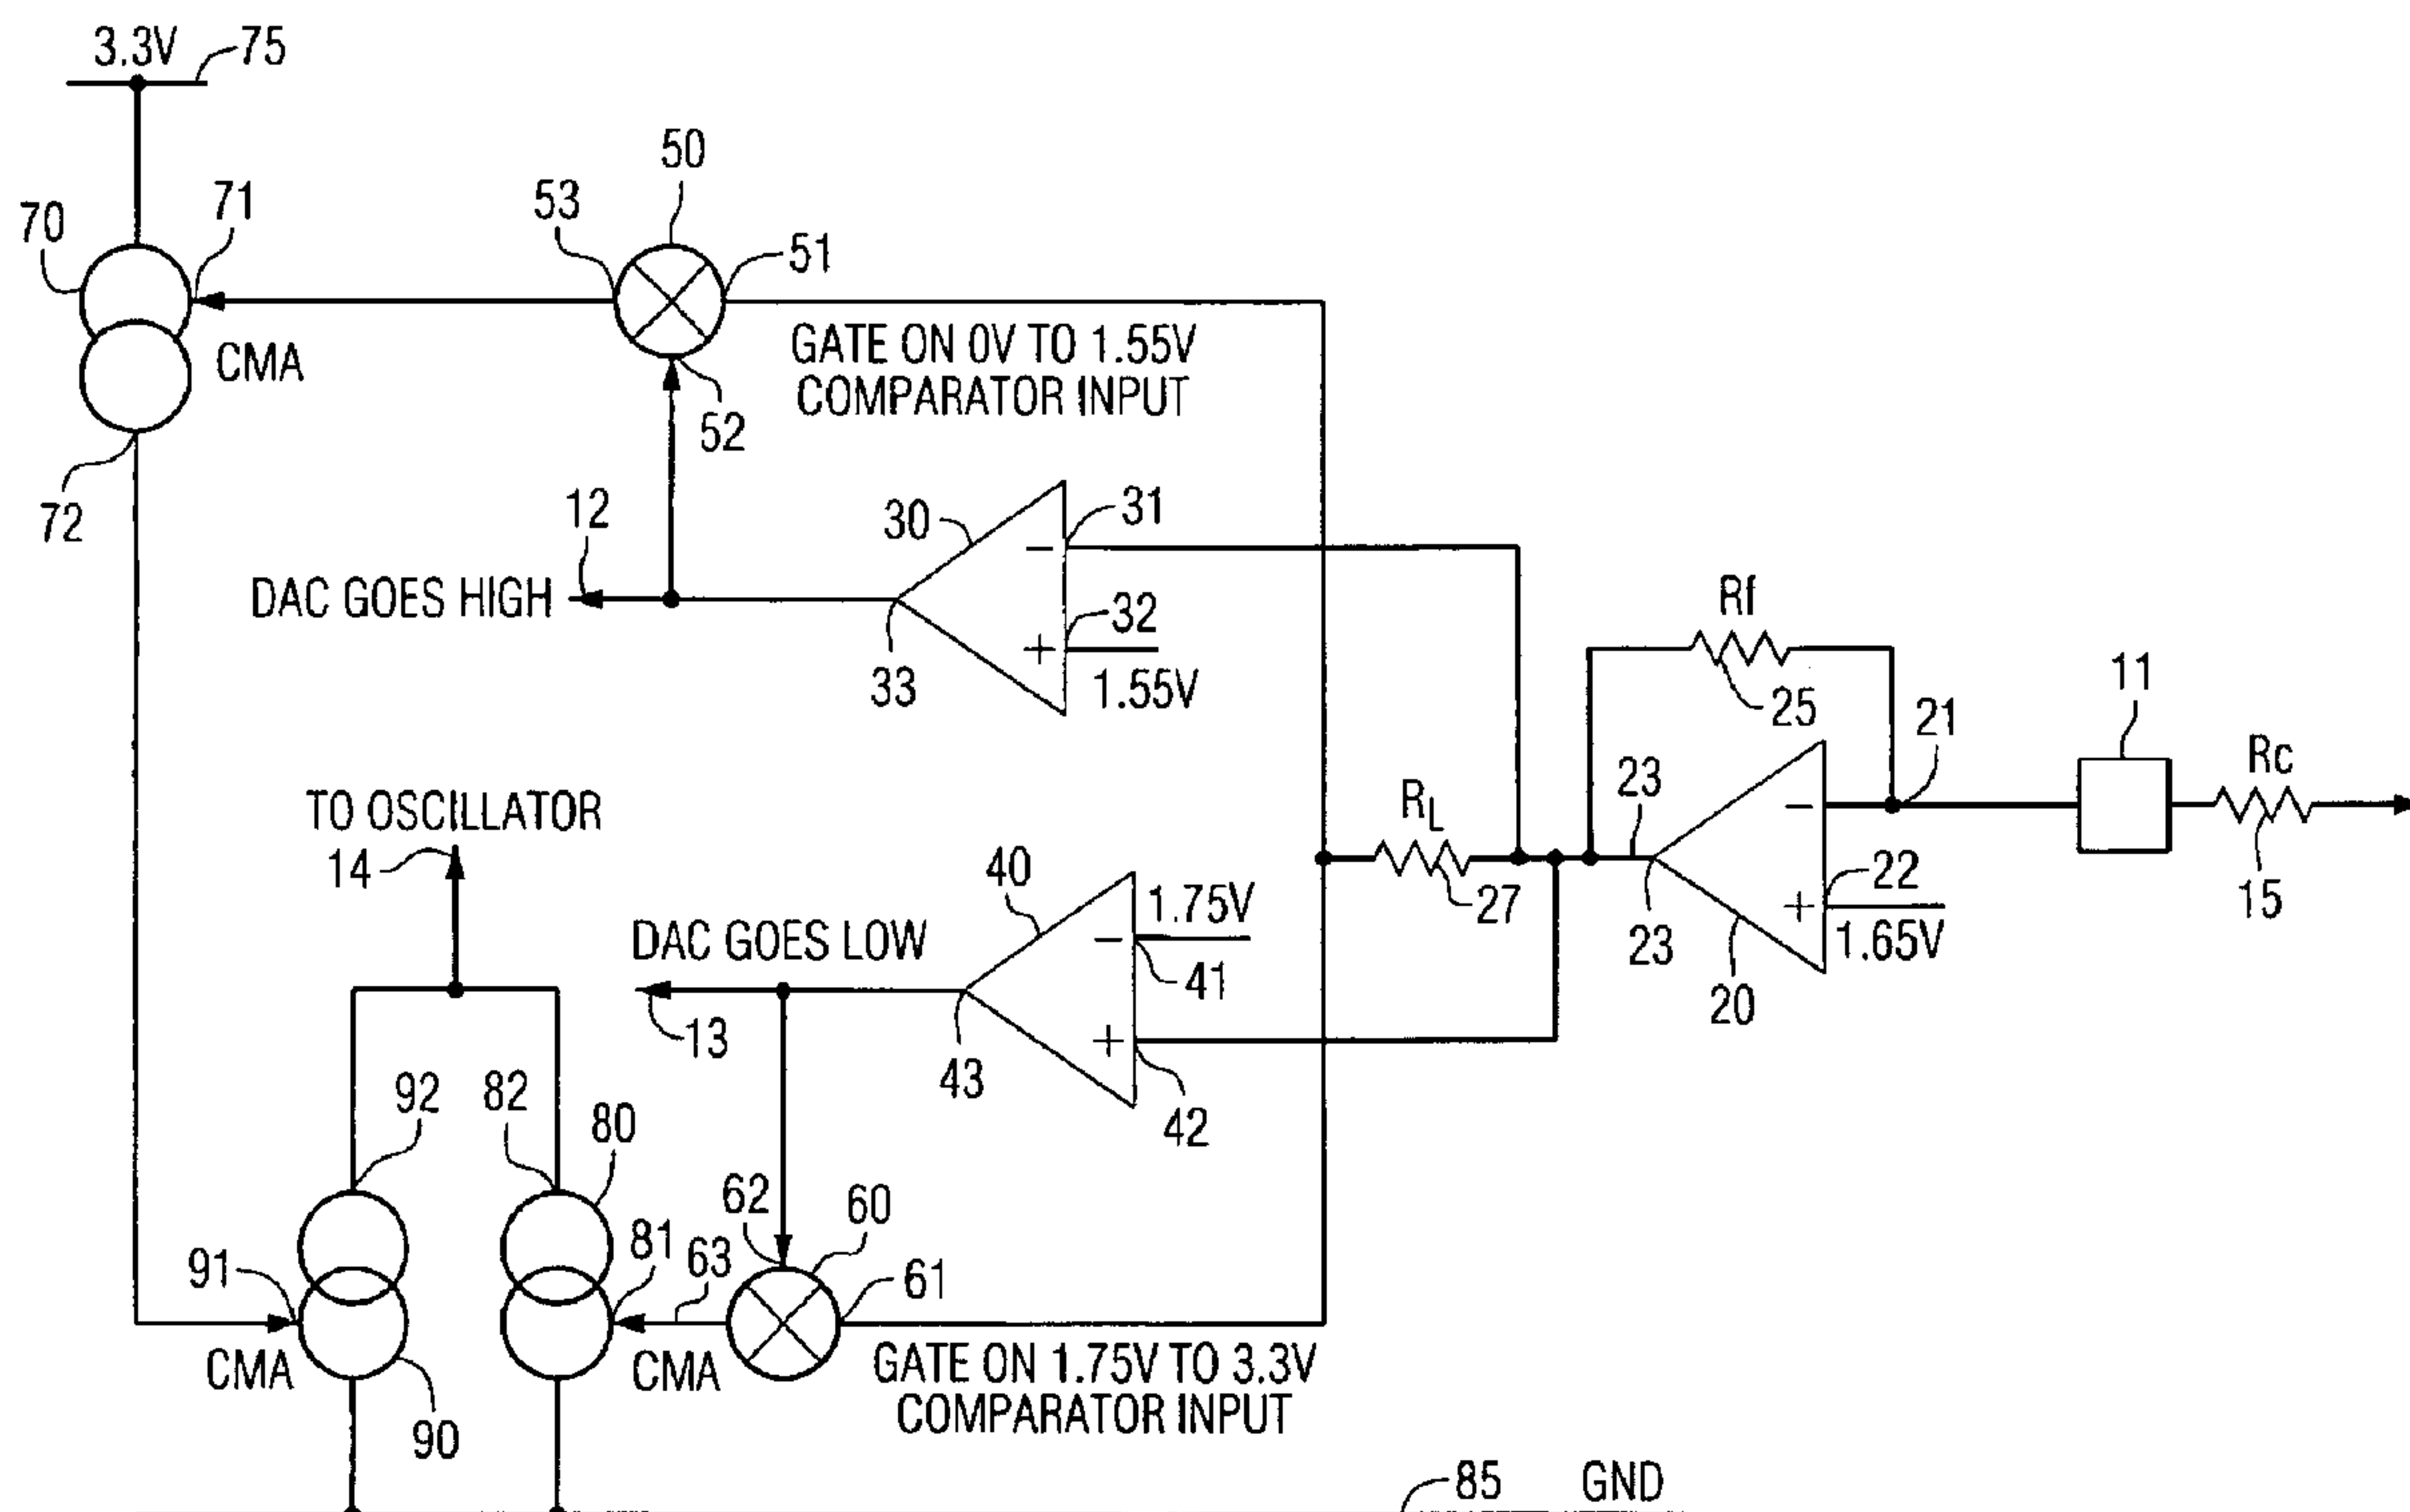 3.3V
75
50
53
51
70
71
CMA
GATE ON 0V TO 1.55V
COMPARATOR INPUT
52
72
12
30
31
DAC GOES HIGH
32
33
1.55V
Rf
25
11
21
23
Rc
RL
TO OSCILLATOR
14
40
1.75V
27
22
15
1.65V
23
20
DAC GOES LOW
41
13
43
42
92
82
80
62
60
81
63
91
61
CMA
CMA
GATE ON 1.75V TO 3.3V
COMPARATOR INPUT
90
85
GND